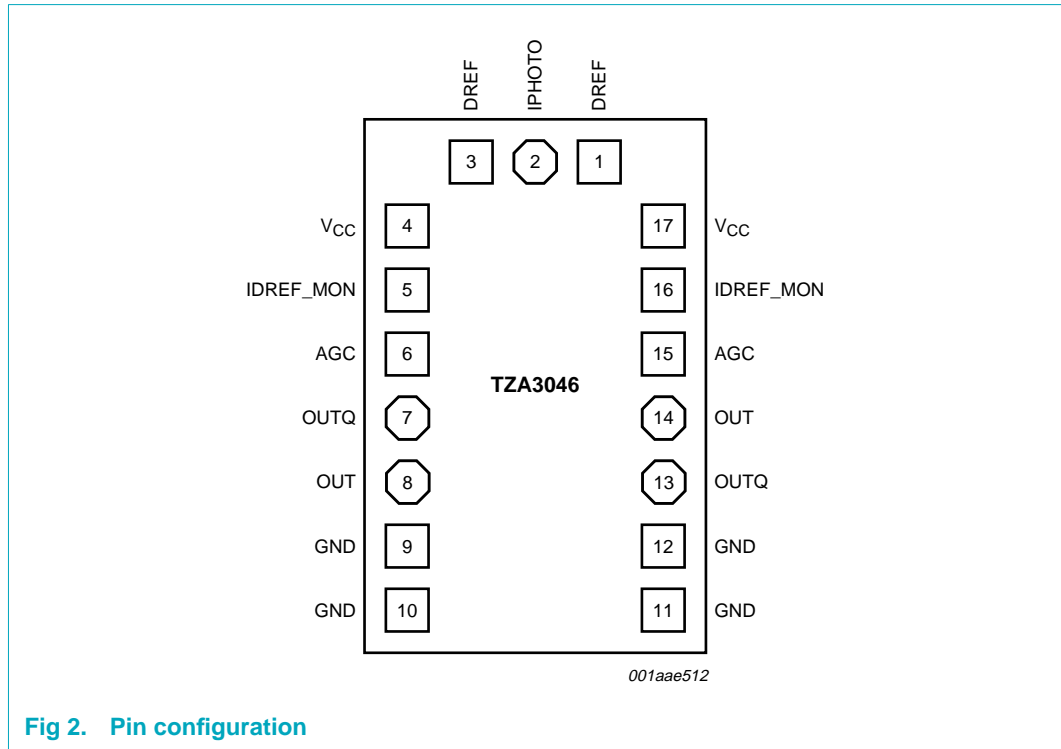 DREF IPHOTO DREF
3 2 1
VCC 4 17 VCC
IDREF_MON 5 16 IDREF_MON
AGC 6 15 AGC
TZA3046
OUTQ 7 14 OUT
OUT 8 13 OUTQ
GND 9 12 GND
GND 10 11 GND
001aae512
Fig 2. Pin configuration